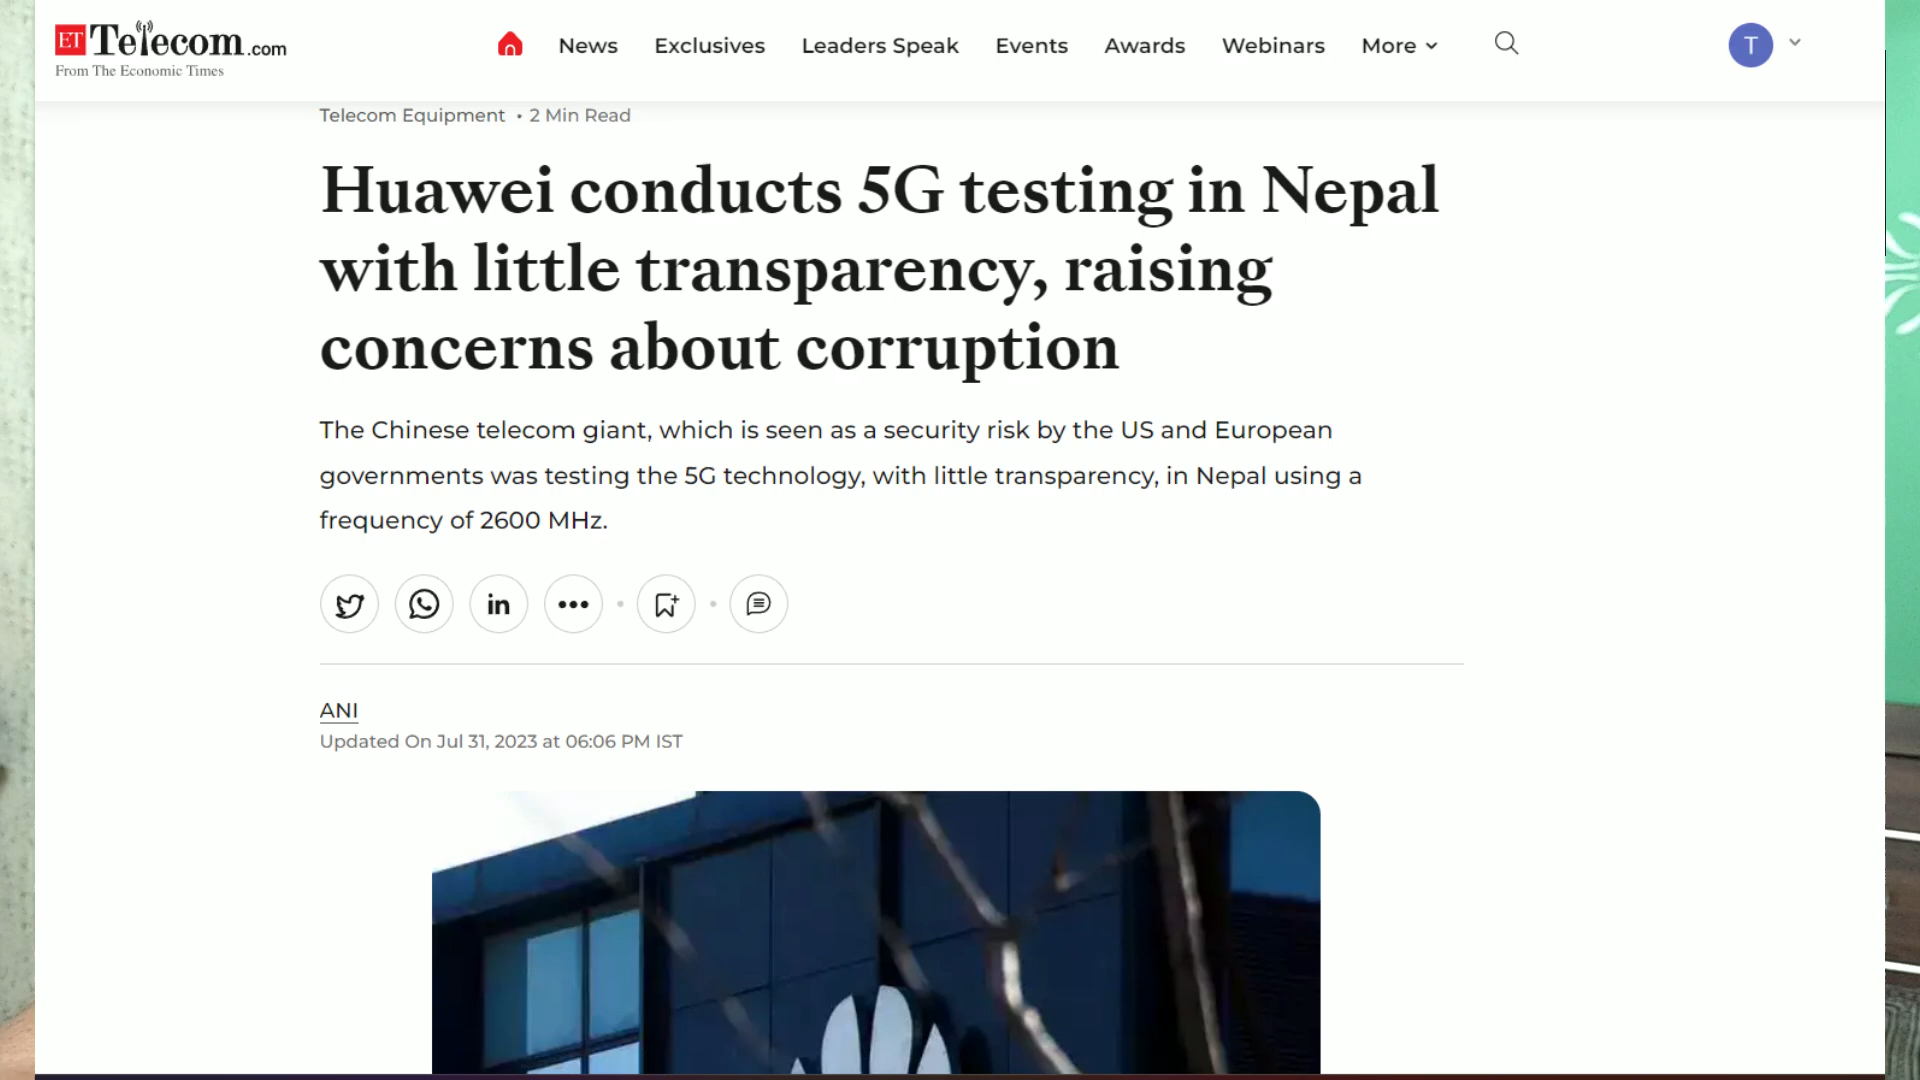 ET Telecom.com
From The Economic Times
News Exclusives Leaders Speak Events Awards Webinars More
T
Telecom Equipment • 2 Min Read
Huawei conducts 5G testing in Nepal
with little transparency, raising
concerns about corruption
The Chinese telecom giant, which is seen as a security risk by the US and European
governments was testing the 5G technology, with little transparency, in Nepal using a
frequency of 2600 MHz.
in
ANI
Updated On Jul 31, 2023 at 06:06 PM IST